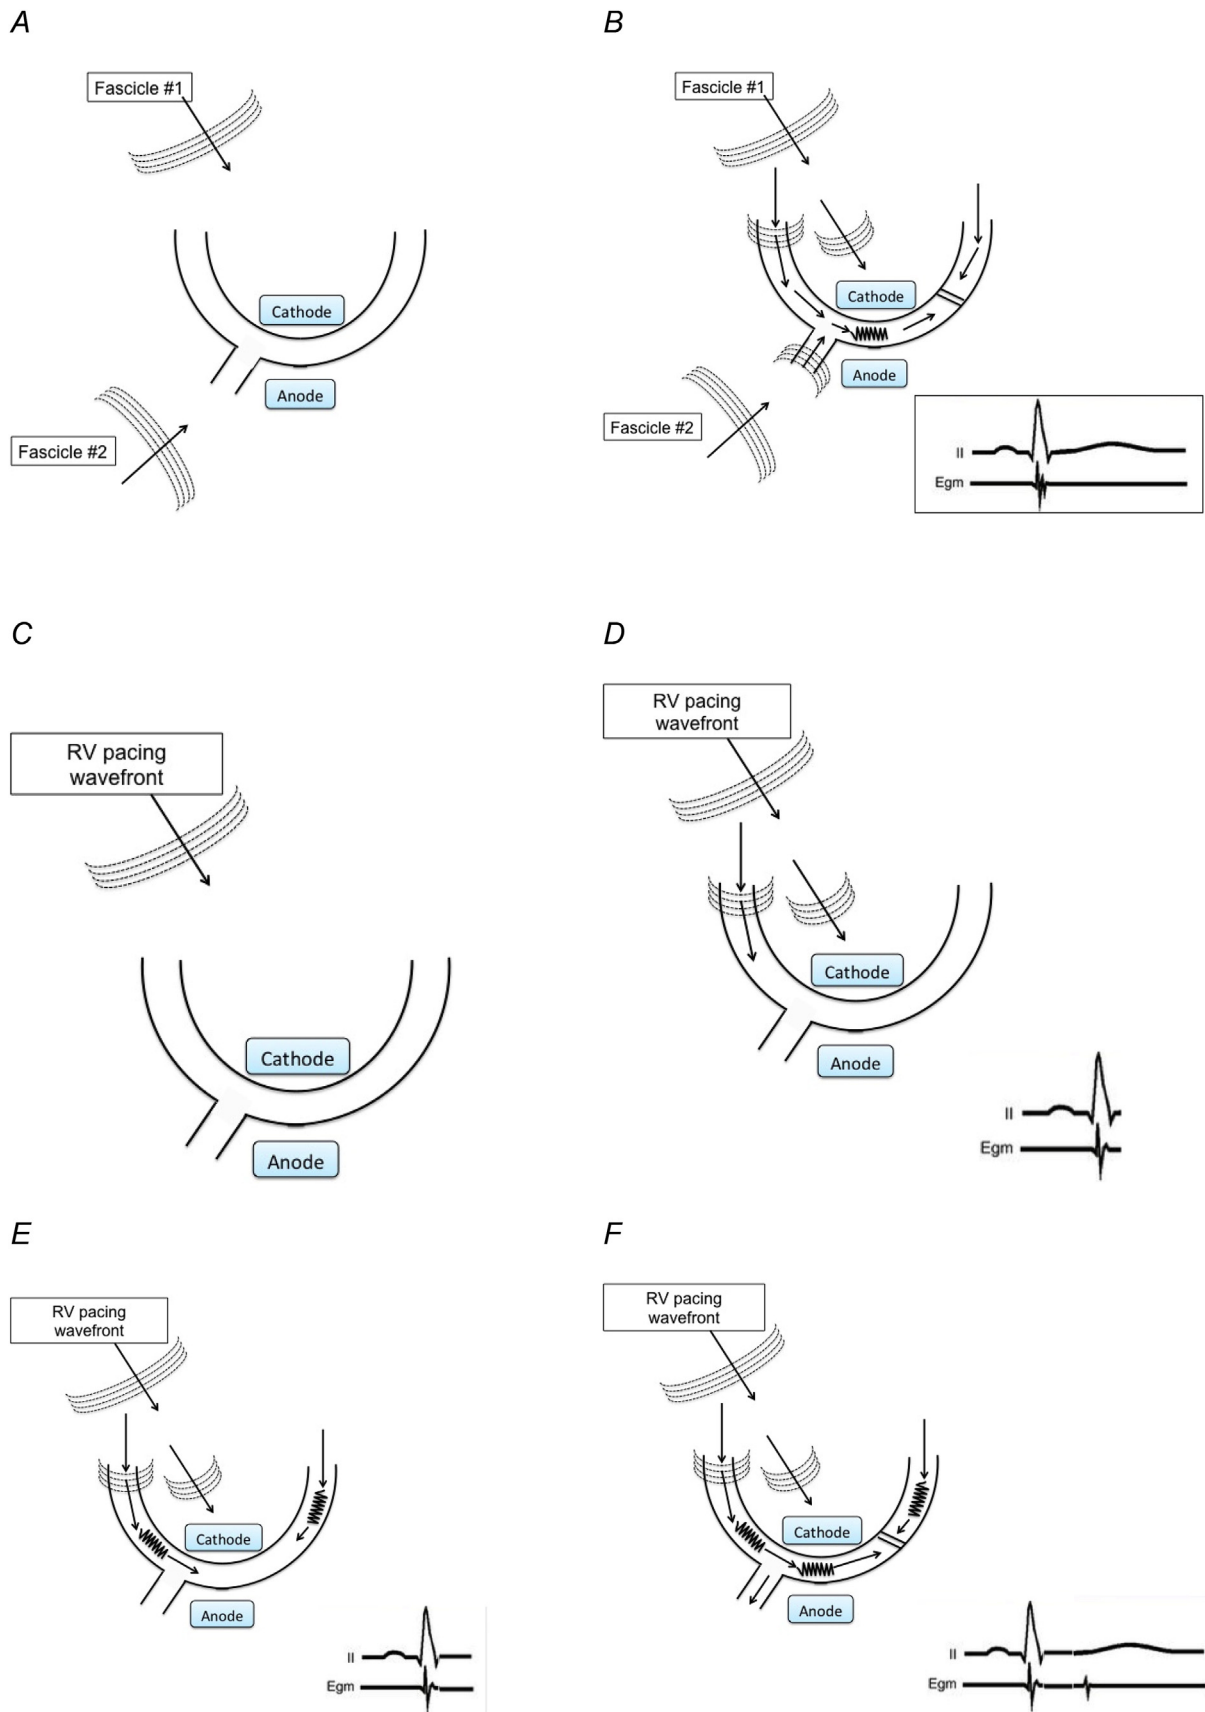 A
Fascicle #1
Cathode
Anode
Fascicle #2
B
Fascicle #1
Cathode
Anode
Fascicle #2
II
Egm
C
RV pacing
wavefront
Cathode
Anode
D
RV pacing
wavefront
Cathode
Anode
II
Egm
E
RV pacing
wavefront
Cathode
Anode
II
Egm
F
RV pacing
wavefront
Cathode
Anode
II
Egm